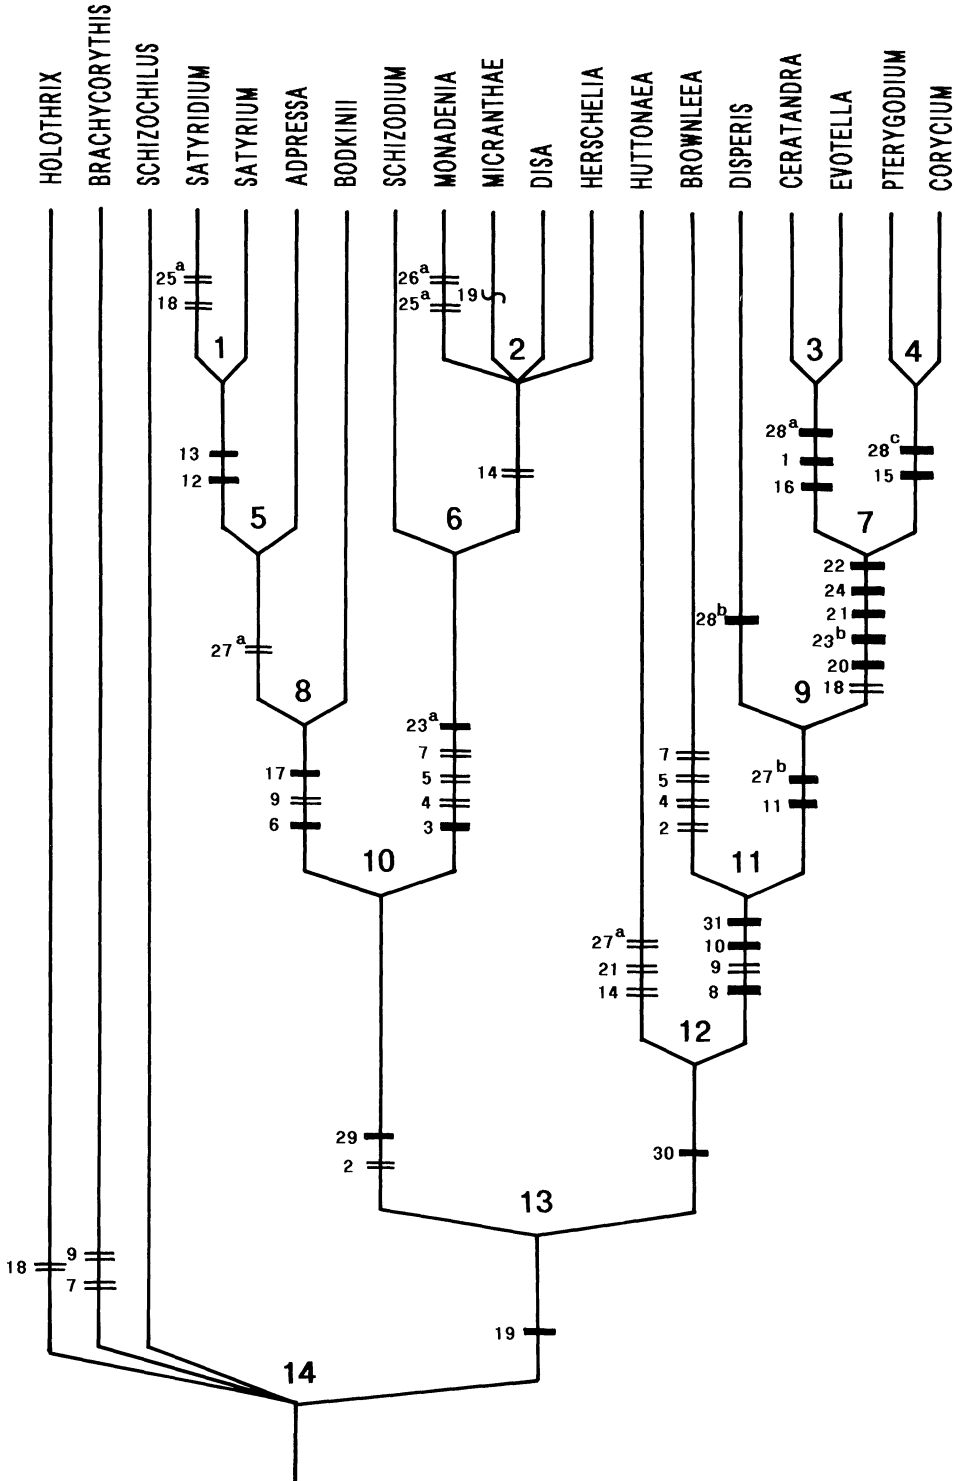 HOLOTHRIX
BRACHYCORYTHIS
SCHIZOCHILUS
SATYRIDIUM
SATYRIUM
ADPRESSA
BODKINII
SCHIZODIUM
MONADENIA
MICRANTHAE
DISA
HERSCHELIA
HUTTONAEA
BROWNLEEA
DISPERIS
CERATANDRA
EVOTELLA
PTERYGODIUM
CORYCIUM
25a
18
26a
25a
19
1
2
3
4
13
12
14
28a
1
16
28c
15
5
6
7
22
24
21
23b
20
18
28b
27a
8
9
17
9
6
23a
7
5
4
3
7
5
4
2
27b
11
10
11
31
10
9
8
27a
21
14
12
29
2
30
13
18
9
7
19
14